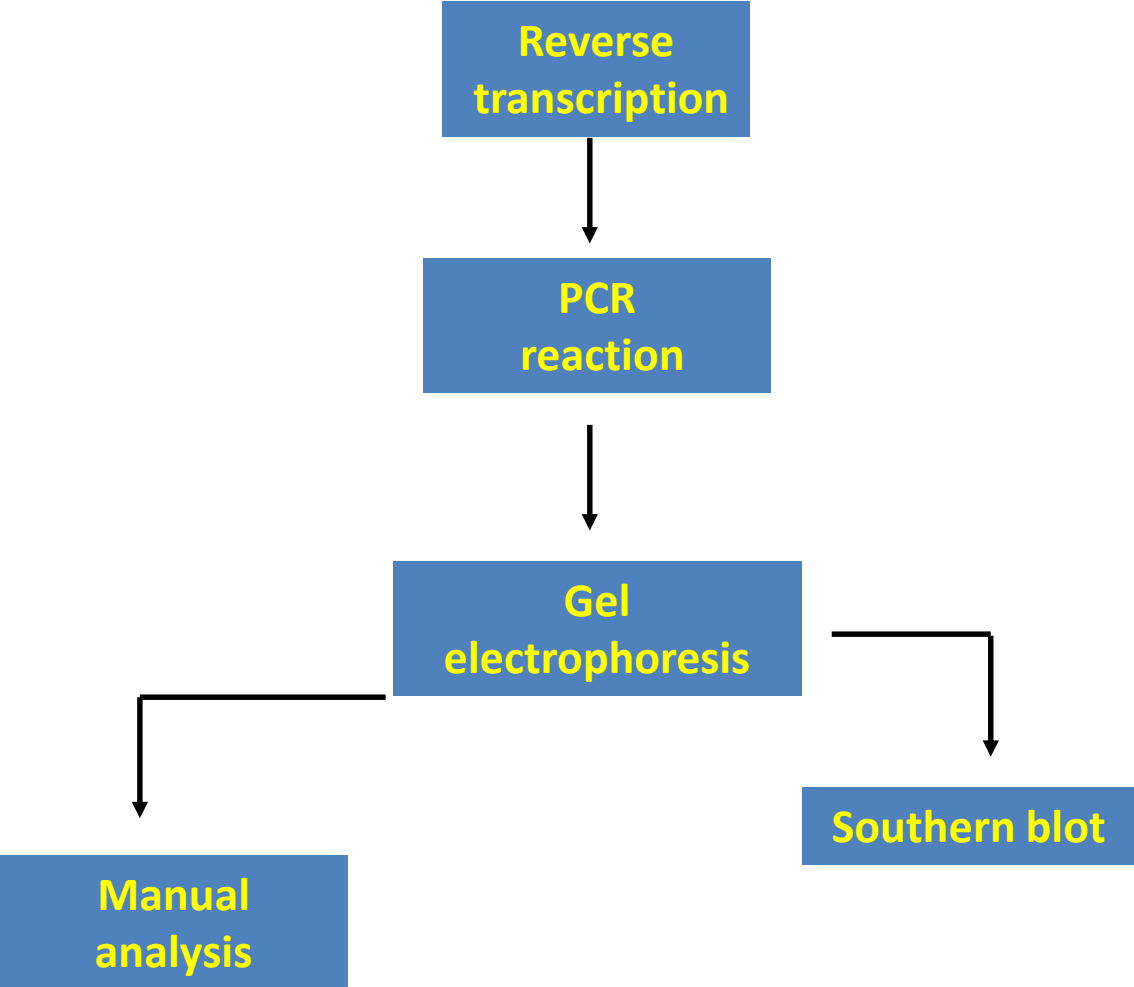 Reverse
transcription
PCR
reaction
Gel
electrophoresis
Southern blot
Manual
analysis